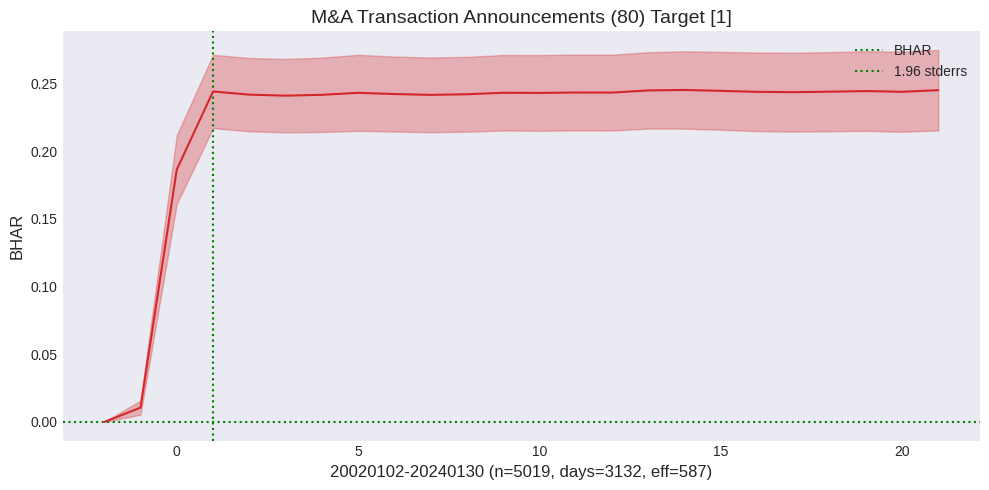 M&A Transaction Announcements (80) Target [1]
BHAR
1.96 stderrs
BHAR
0.25
0.20
0.15
0.10
0.05
0.00
0 5 10 15 20
20020102-20240130 (n=5019, days=3132, eff=587)